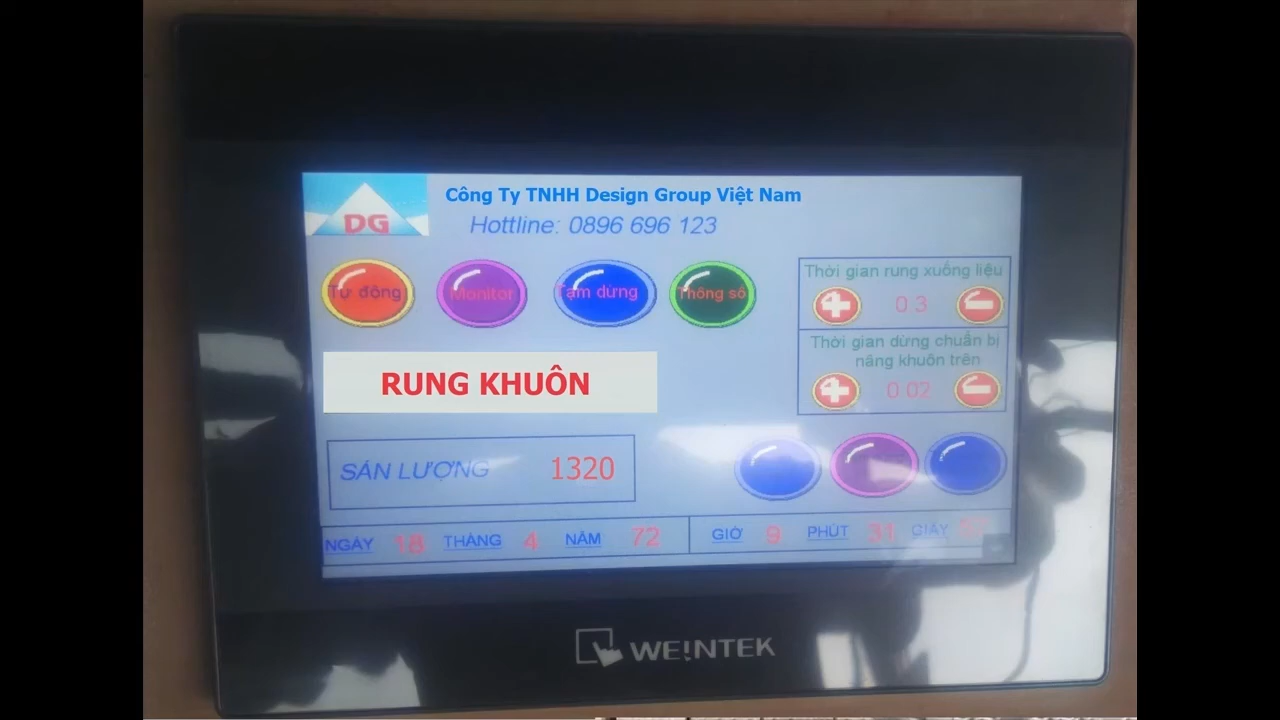 DG
Công Ty TNHH Design Group Việt Nam
Hottline: 0896 696 123
Tự động
Monitor
Tạm dừng
Thông số
Thời gian rung xuống liệu
0 3
Thời gian dừng chuẩn bị
nâng khuôn trên
0 02
RUNG KHUÔN
SẢN LƯỢNG 1320
NGÀY 18 THÁNG 4 NĂM 72 GIỜ 9 PHÚT 31 GIÂY
WEINTEK